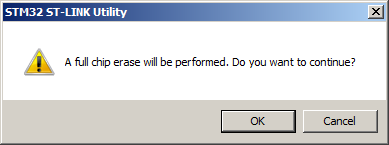 STM32 ST-LINK Utility
A full chip erase will be performed. Do you want to continue?
OK
Cancel